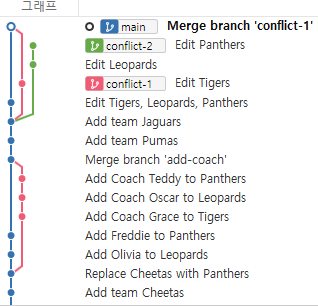 그래프
main Merge branch 'conflict-1'
conflict-2 Edit Panthers
Edit Leopards
conflict-1 Edit Tigers
Edit Tigers, Leopards, Panthers
Add team Jaguars
Add team Pumas
Merge branch 'add-coach'
Add Coach Teddy to Panthers
Add Coach Oscar to Leopards
Add Coach Grace to Tigers
Add Freddie to Panthers
Add Olivia to Leopards
Replace Cheetas with Panthers
Add team Cheetas